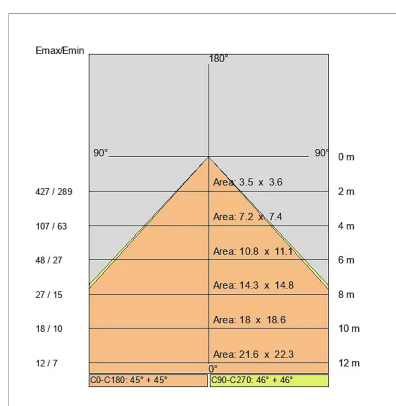 Emax/Emin
180°
90° 90° 0 m
Area: 3.5 x 3.6
427 / 289 2 m
Area: 7.2 x 7.4
107 / 63 4 m
Area: 10.8 x 11.1
48 / 27 6 m
Area: 14.3 x 14.8
27 / 15 8 m
Area: 18 x 18.6
18 / 10 10 m
Area: 21.6 x 22.3
12 / 7 12 m
0°
C0-C180: 45° + 45° C90-C270: 46° + 46°